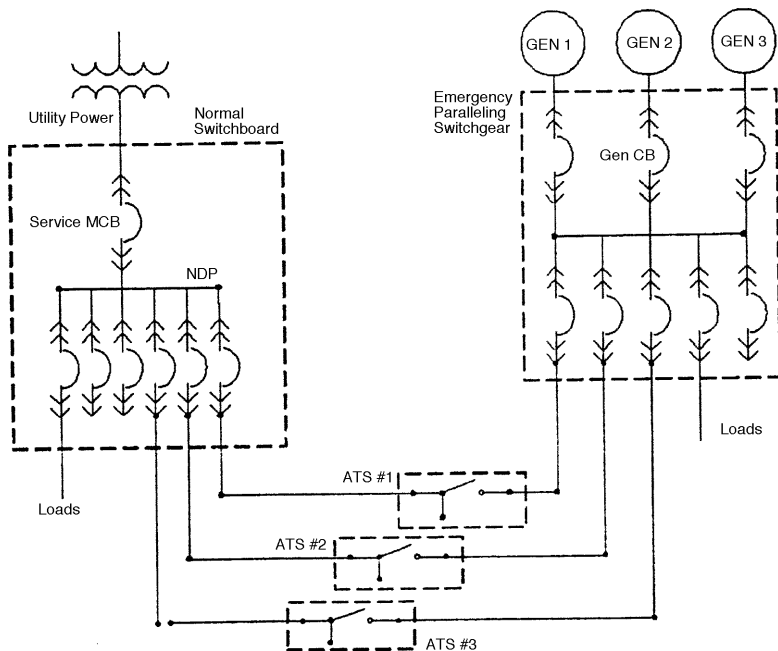 GEN 1
GEN 2
GEN 3
Utility Power
Normal
Switchboard
Emergency
Paralleling
Switchgear
Gen CB
Service MCB
NDP
Loads
Loads
ATS #1
ATS #2
ATS #3